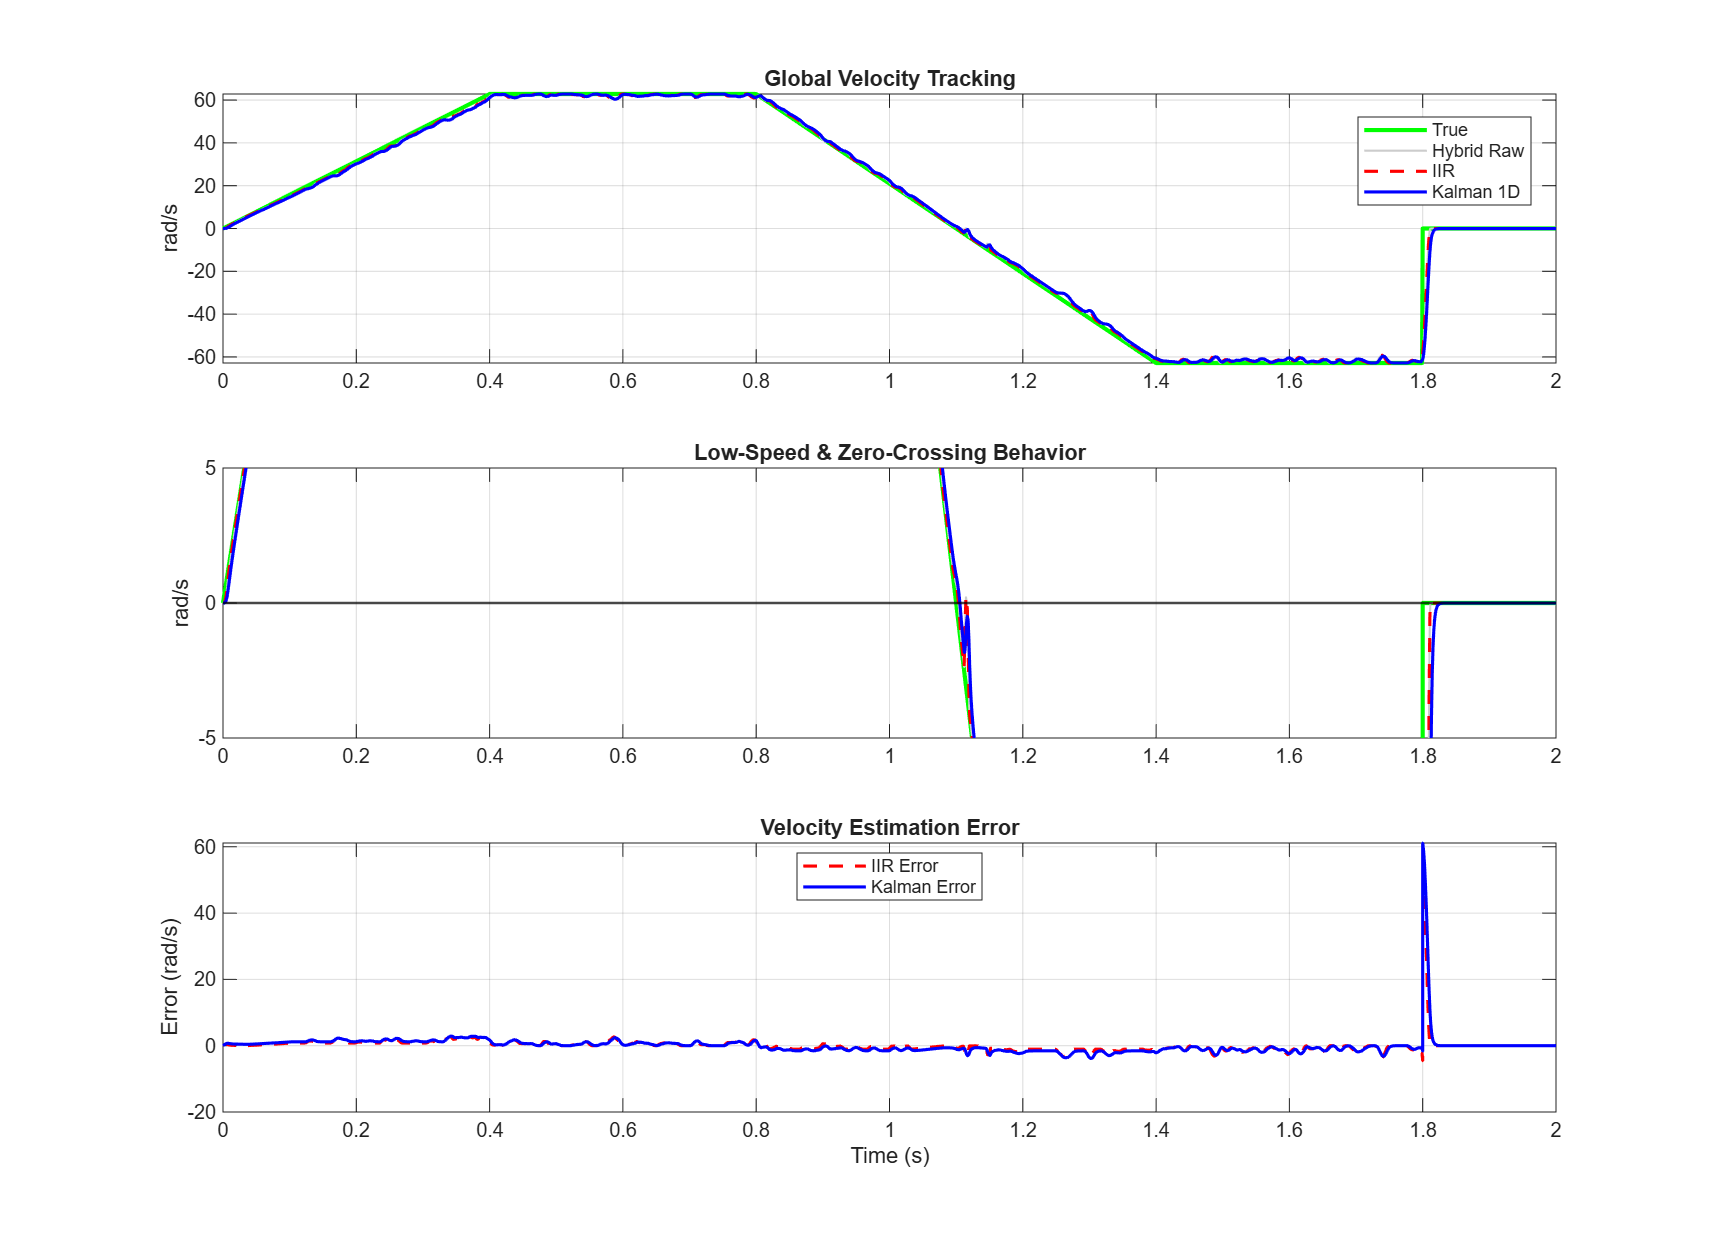 Global Velocity Tracking
60
40
20
0
-20
-40
-60
rad/s
True
Hybrid Raw
IIR
Kalman 1D
0 0.2 0.4 0.6 0.8 1 1.2 1.4 1.6 1.8 2
Low-Speed & Zero-Crossing Behavior
5
0
-5
rad/s
0 0.2 0.4 0.6 0.8 1 1.2 1.4 1.6 1.8 2
Velocity Estimation Error
60
40
20
0
-20
Error (rad/s)
IIR Error
Kalman Error
0 0.2 0.4 0.6 0.8 1 1.2 1.4 1.6 1.8 2
Time (s)